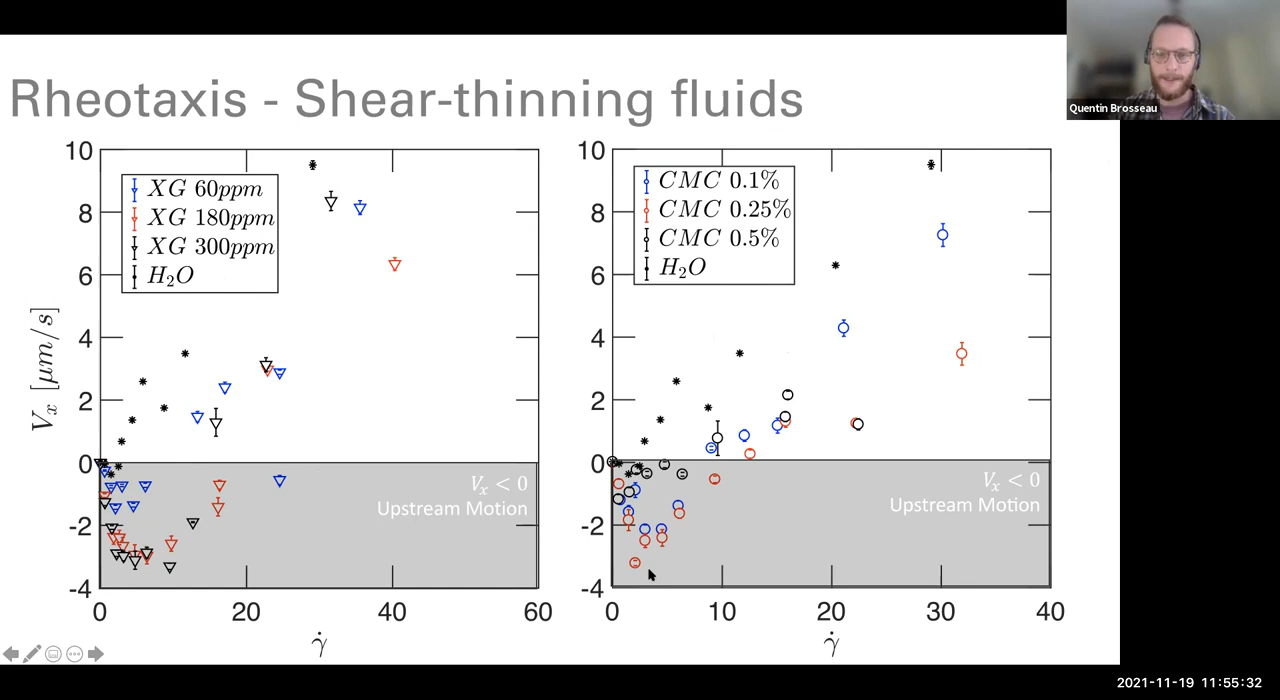 Rheotaxis - Shear-thinning fluids
Quentin Brosseau
10
8
6
4
2
0
-2
-4
0
20
40
60
V_x [μm/s]
γ̇
XG 60ppm
XG 180ppm
XG 300ppm
H₂O
V_x < 0
Upstream Motion
10
8
6
4
2
0
-2
-4
0
10
20
30
40
γ̇
CMC 0.1%
CMC 0.25%
CMC 0.5%
H₂O
V_x < 0
Upstream Motion
2021-11-19 11:55:32